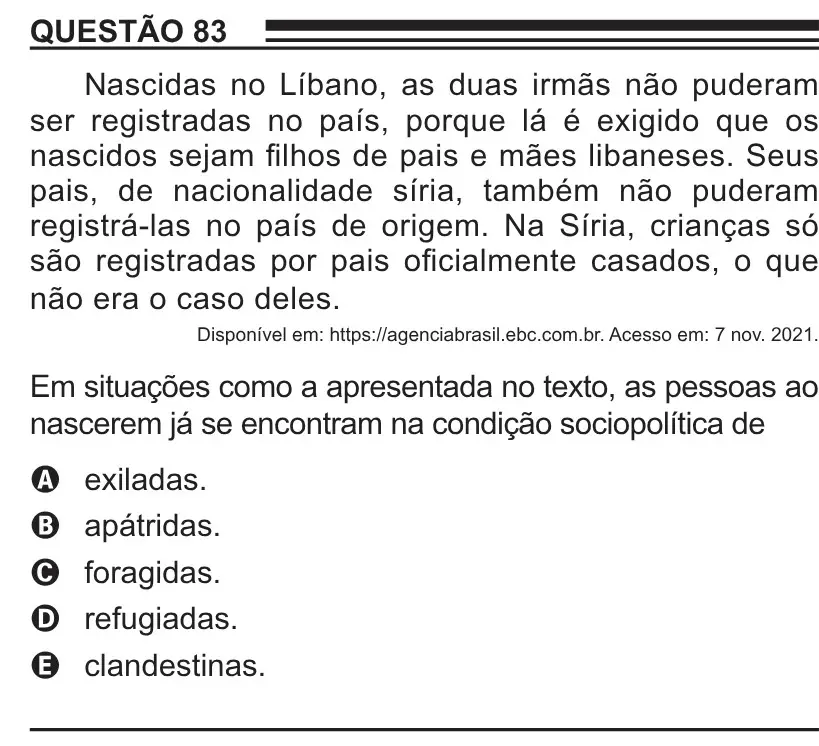 QUESTÃO 83
Nascidas no Líbano, as duas irmãs não puderam
ser registradas no país, porque lá é exigido que os
nascidos sejam filhos de pais e mães libaneses. Seus
pais, de nacionalidade síria, também não puderam
registrá-las no país de origem. Na Síria, crianças só
são registradas por pais oficialmente casados, o que
não era o caso deles.
Disponível em: https://agenciabrasil.ebc.com.br. Acesso em: 7 nov. 2021.
Em situações como a apresentada no texto, as pessoas ao
nascerem já se encontram na condição sociopolítica de
A exiladas.
B apátridas.
C foragidas.
D refugiadas.
E clandestinas.